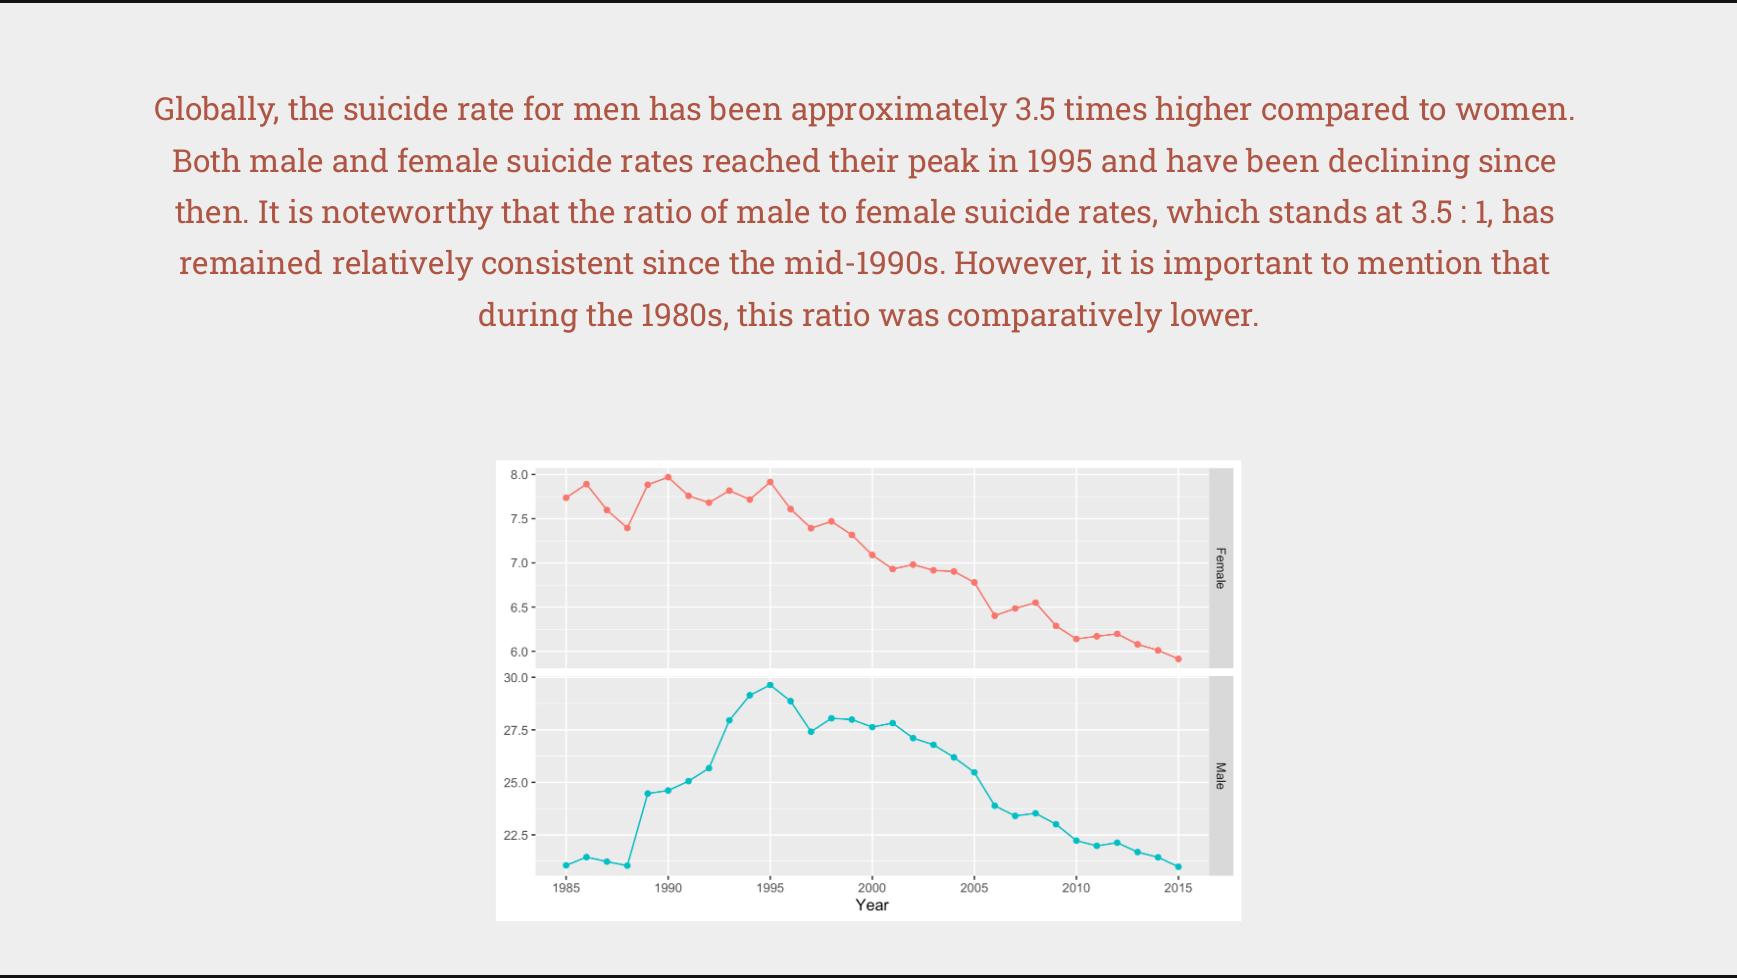 Globally, the suicide rate for men has been approximately 3.5 times higher compared to women.
Both male and female suicide rates reached their peak in 1995 and have been declining since
then. It is noteworthy that the ratio of male to female suicide rates, which stands at 3.5 : 1, has
remained relatively consistent since the mid-1990s. However, it is important to mention that
during the 1980s, this ratio was comparatively lower.
8.0
7.5
7.0
6.5
6.0
Female
30.0
27.5
25.0
22.5
Male
1985 1990 1995 2000 2005 2010 2015
Year